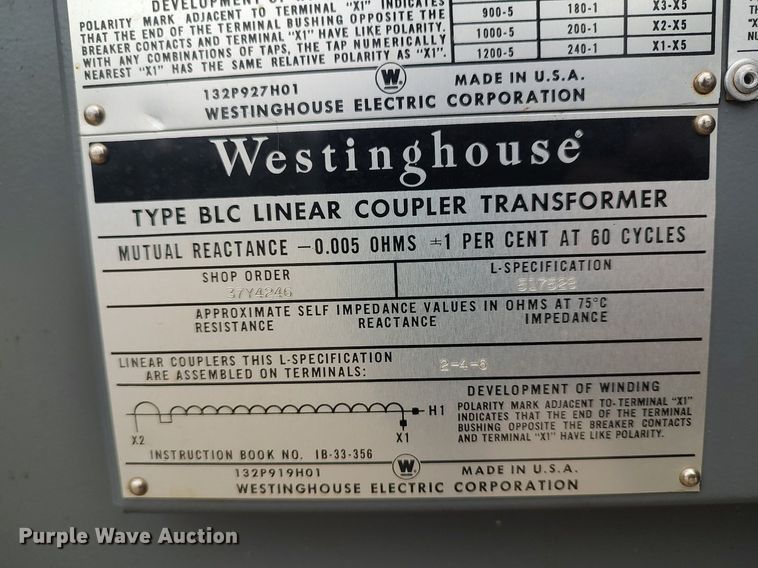 DEVELOPMENT OF
POLARITY MARK ADJACENT TO TERMINAL "X1" INDICATES
THAT THE END OF THE TERMINAL BUSHING OPPOSITE THE
BREAKER CONTACTS AND TERMINAL "X1" HAVE LIKE POLARITY.
WITH ANY COMBINATIONS OF TAPS, THE TAP NUMERICALLY
NEAREST "X1" HAS THE SAME RELATIVE POLARITY AS "X1".
900-5 180-1 X3-X5
1000-5 200-1 X2-X5
1200-5 240-1 X1-X5
132P927H01 W MADE IN U.S.A.
WESTINGHOUSE ELECTRIC CORPORATION
Westinghouse
TYPE BLC LINEAR COUPLER TRANSFORMER
MUTUAL REACTANCE -0.005 OHMS ±1 PER CENT AT 60 CYCLES
SHOP ORDER L-SPECIFICATION
37Y4246
APPROXIMATE SELF IMPEDANCE VALUES IN OHMS AT 75°C
RESISTANCE REACTANCE IMPEDANCE
LINEAR COUPLERS THIS L-SPECIFICATION
ARE ASSEMBLED ON TERMINALS: 2-4-6
DEVELOPMENT OF WINDING
POLARITY MARK ADJACENT TO TERMINAL "X1"
INDICATES THAT THE END OF THE TERMINAL
BUSHING OPPOSITE THE BREAKER CONTACTS
AND TERMINAL "X1" HAVE LIKE POLARITY.
H1
X2 X1
INSTRUCTION BOOK NO. IB-33-356
132P919H01 W MADE IN U.S.A.
WESTINGHOUSE ELECTRIC CORPORATION
Purple Wave Auction